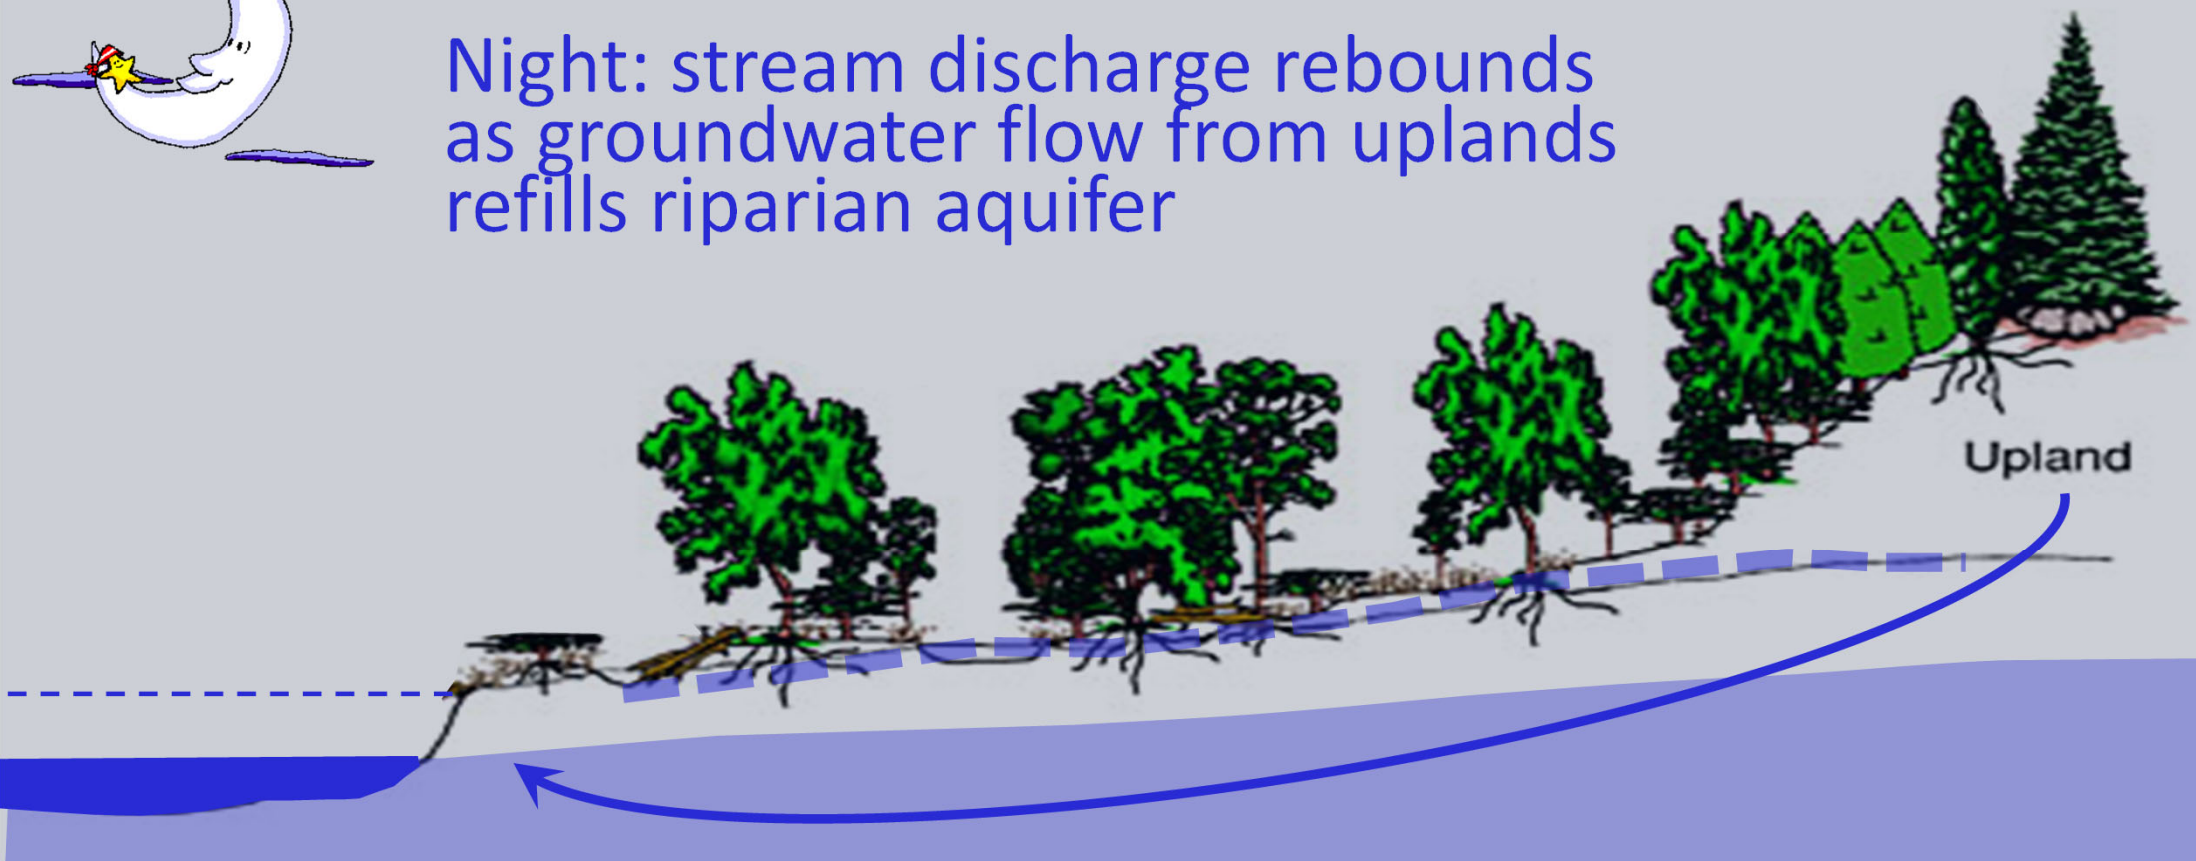 Night: stream discharge rebounds
as groundwater flow from uplands
refills riparian aquifer
Upland